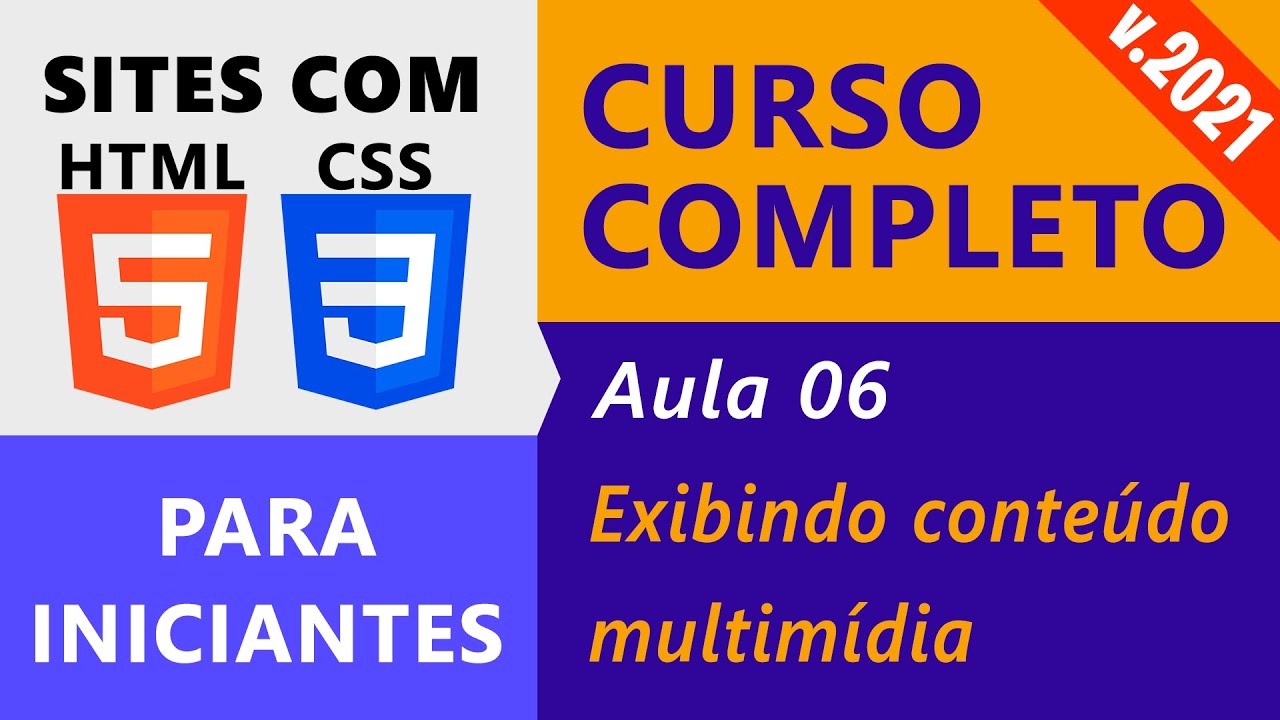 SITES COM
HTML CSS
5 3
PARA
INICIANTES
CURSO
COMPLETO
v.2021
Aula 06
Exibindo conteúdo
multimídia